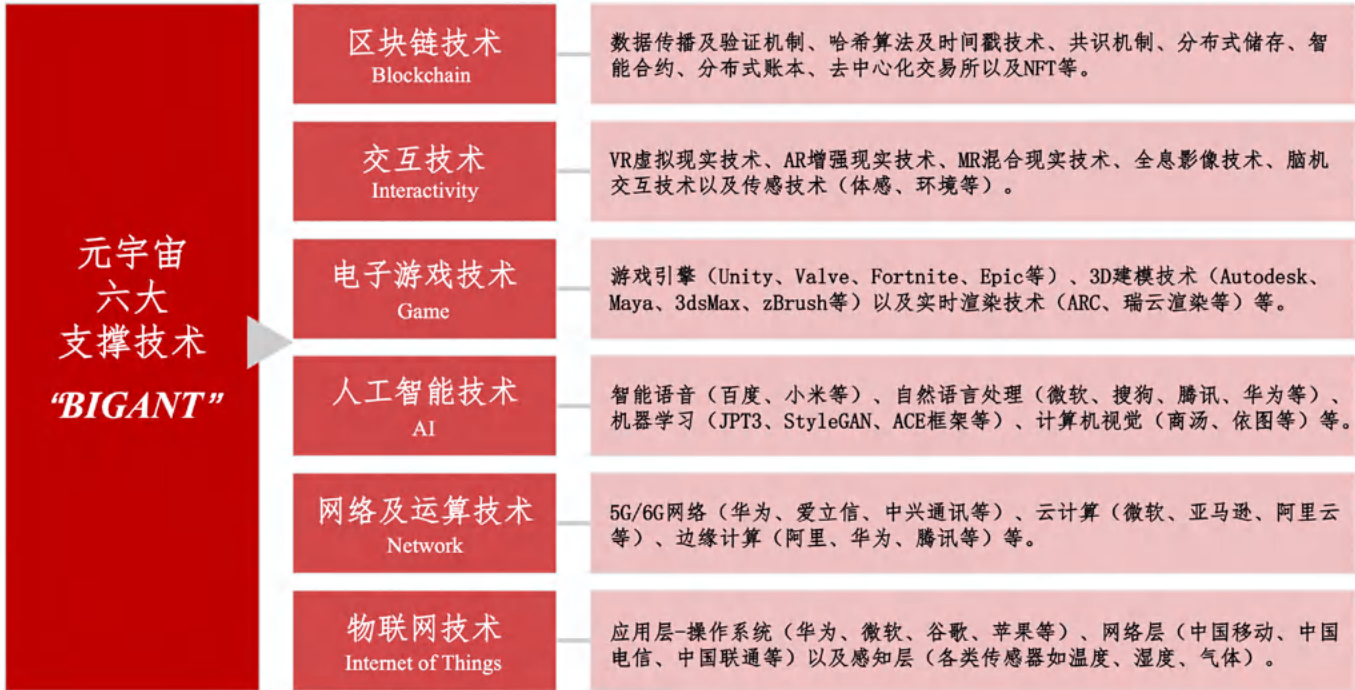 元宇宙
六大
支撑技术
“BIGANT”
区块链技术
Blockchain
数据传播及验证机制、哈希算法及时间戳技术、共识机制、分布式储存、智
能合约、分布式账本、去中心化交易所以及NFT等。
交互技术
Interactivity
VR虚拟现实技术、AR增强现实技术、MR混合现实技术、全息影像技术、脑机
交互技术以及传感技术（体感、环境等）。
电子游戏技术
Game
游戏引擎（Unity、Valve、Fortnite、Epic等）、3D建模技术（Autodesk、
Maya、3dsMax、zBrush等）以及实时渲染技术（ARC、瑞云渲染等）等。
人工智能技术
AI
智能语音（百度、小米等）、自然语言处理（微软、搜狗、腾讯、华为等）、
机器学习（JPT3、StyleGAN、ACE框架等）、计算机视觉（商汤、依图等）等。
网络及运算技术
Network
5G/6G网络（华为、爱立信、中兴通讯等）、云计算（微软、亚马逊、阿里云
等）、边缘计算（阿里、华为、腾讯等）等。
物联网技术
Internet of Things
应用层-操作系统（华为、微软、谷歌、苹果等）、网络层（中国移动、中国
电信、中国联通等）以及感知层（各类传感器如温度、湿度、气体）。